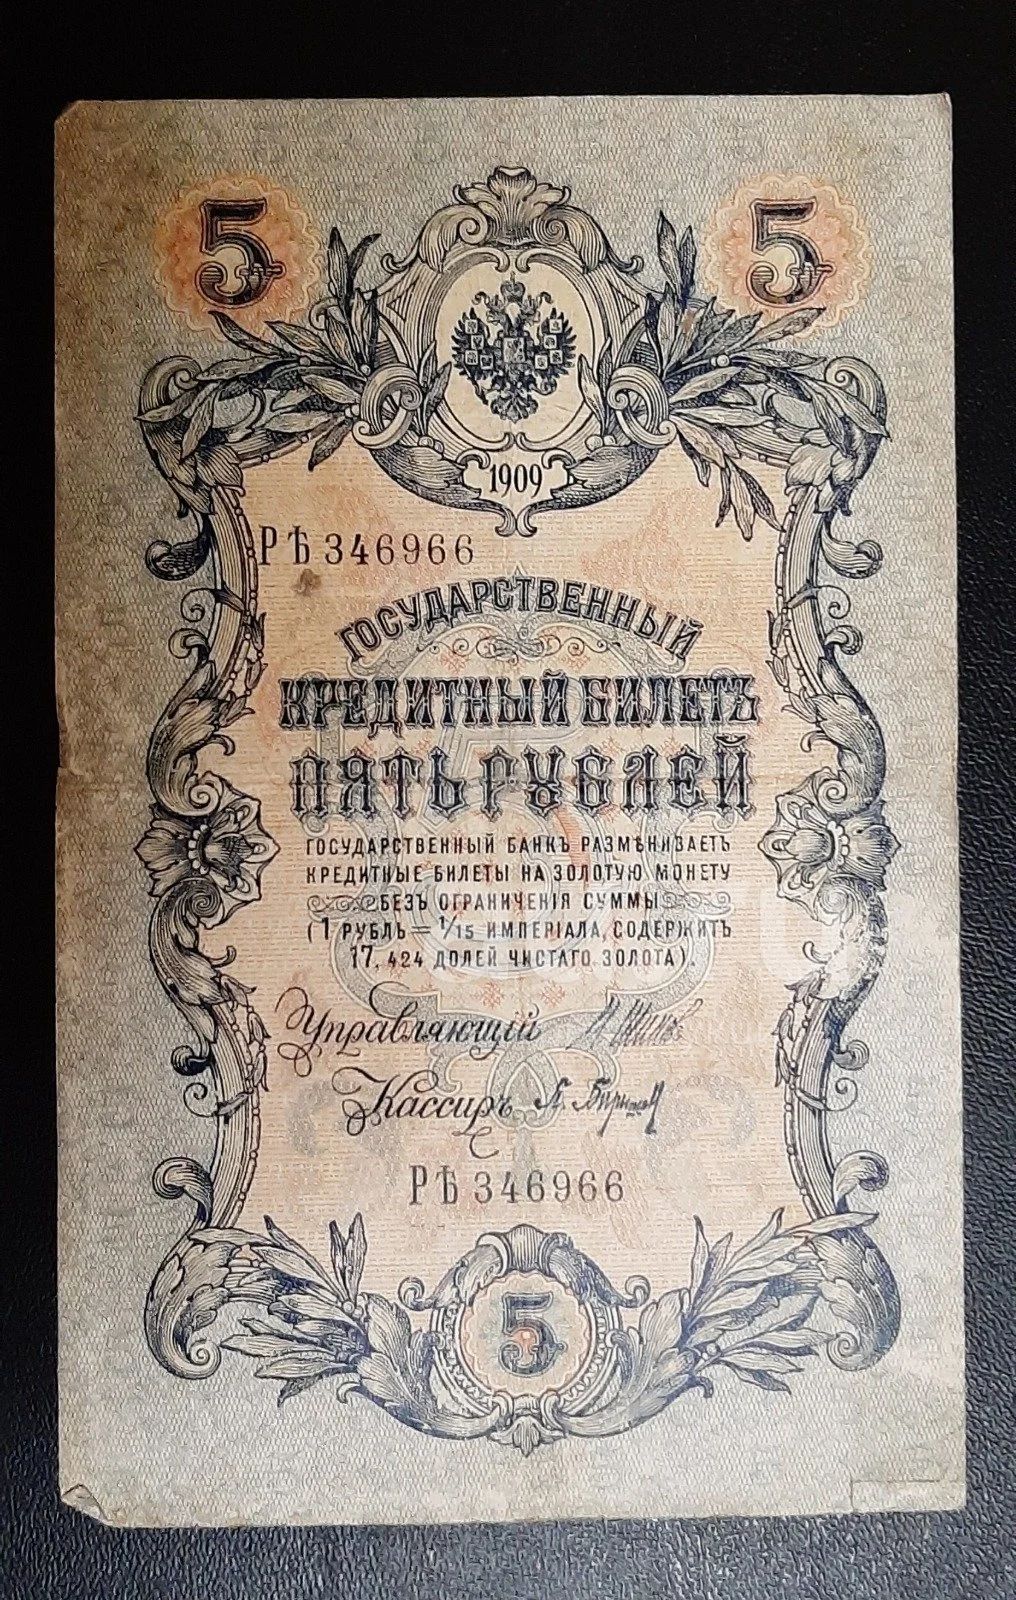 5 5
1909
РѢ 346966
ГОСУДАРСТВЕННЫЙ
КРЕДИТНЫЙ БИЛЕТЪ
ПЯТЬ РУБЛЕЙ
ГОСУДАРСТВЕННЫЙ БАНКЪ РАЗМѢНИВАЕТЪ
КРЕДИТНЫЕ БИЛЕТЫ НА ЗОЛОТУЮ МОНЕТУ
БЕЗЪ ОГРАНИЧЕНІЯ СУММЫ
(1 РУБЛЬ = 1/15 ИМПЕРІАЛА, СОДЕРЖИТЪ
17,424 ДОЛЕЙ ЧИСТАГО ЗОЛОТА).
Управляющій
Кассиръ
РѢ 346966
5